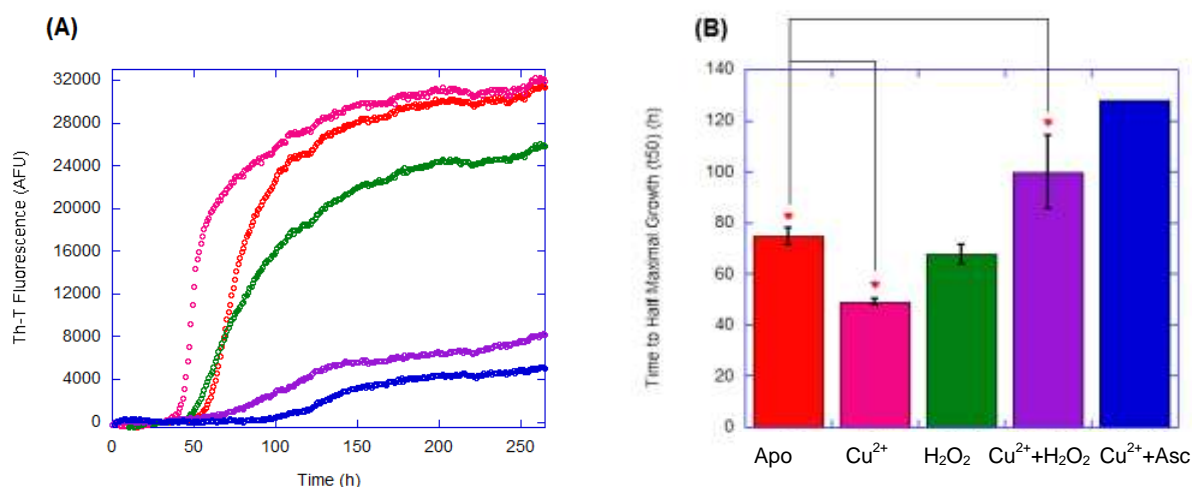 (A)
32000
28000
24000
20000
16000
12000
8000
4000
0
Th-T Fluorescence (AFU)
0 50 100 150 200 250
Time (h)
(B)
140
120
100
80
60
40
20
0
Time to Half Maximal Growth (t50) (h)
Apo Cu²⁺ H₂O₂ Cu²⁺+H₂O₂ Cu²⁺+Asc